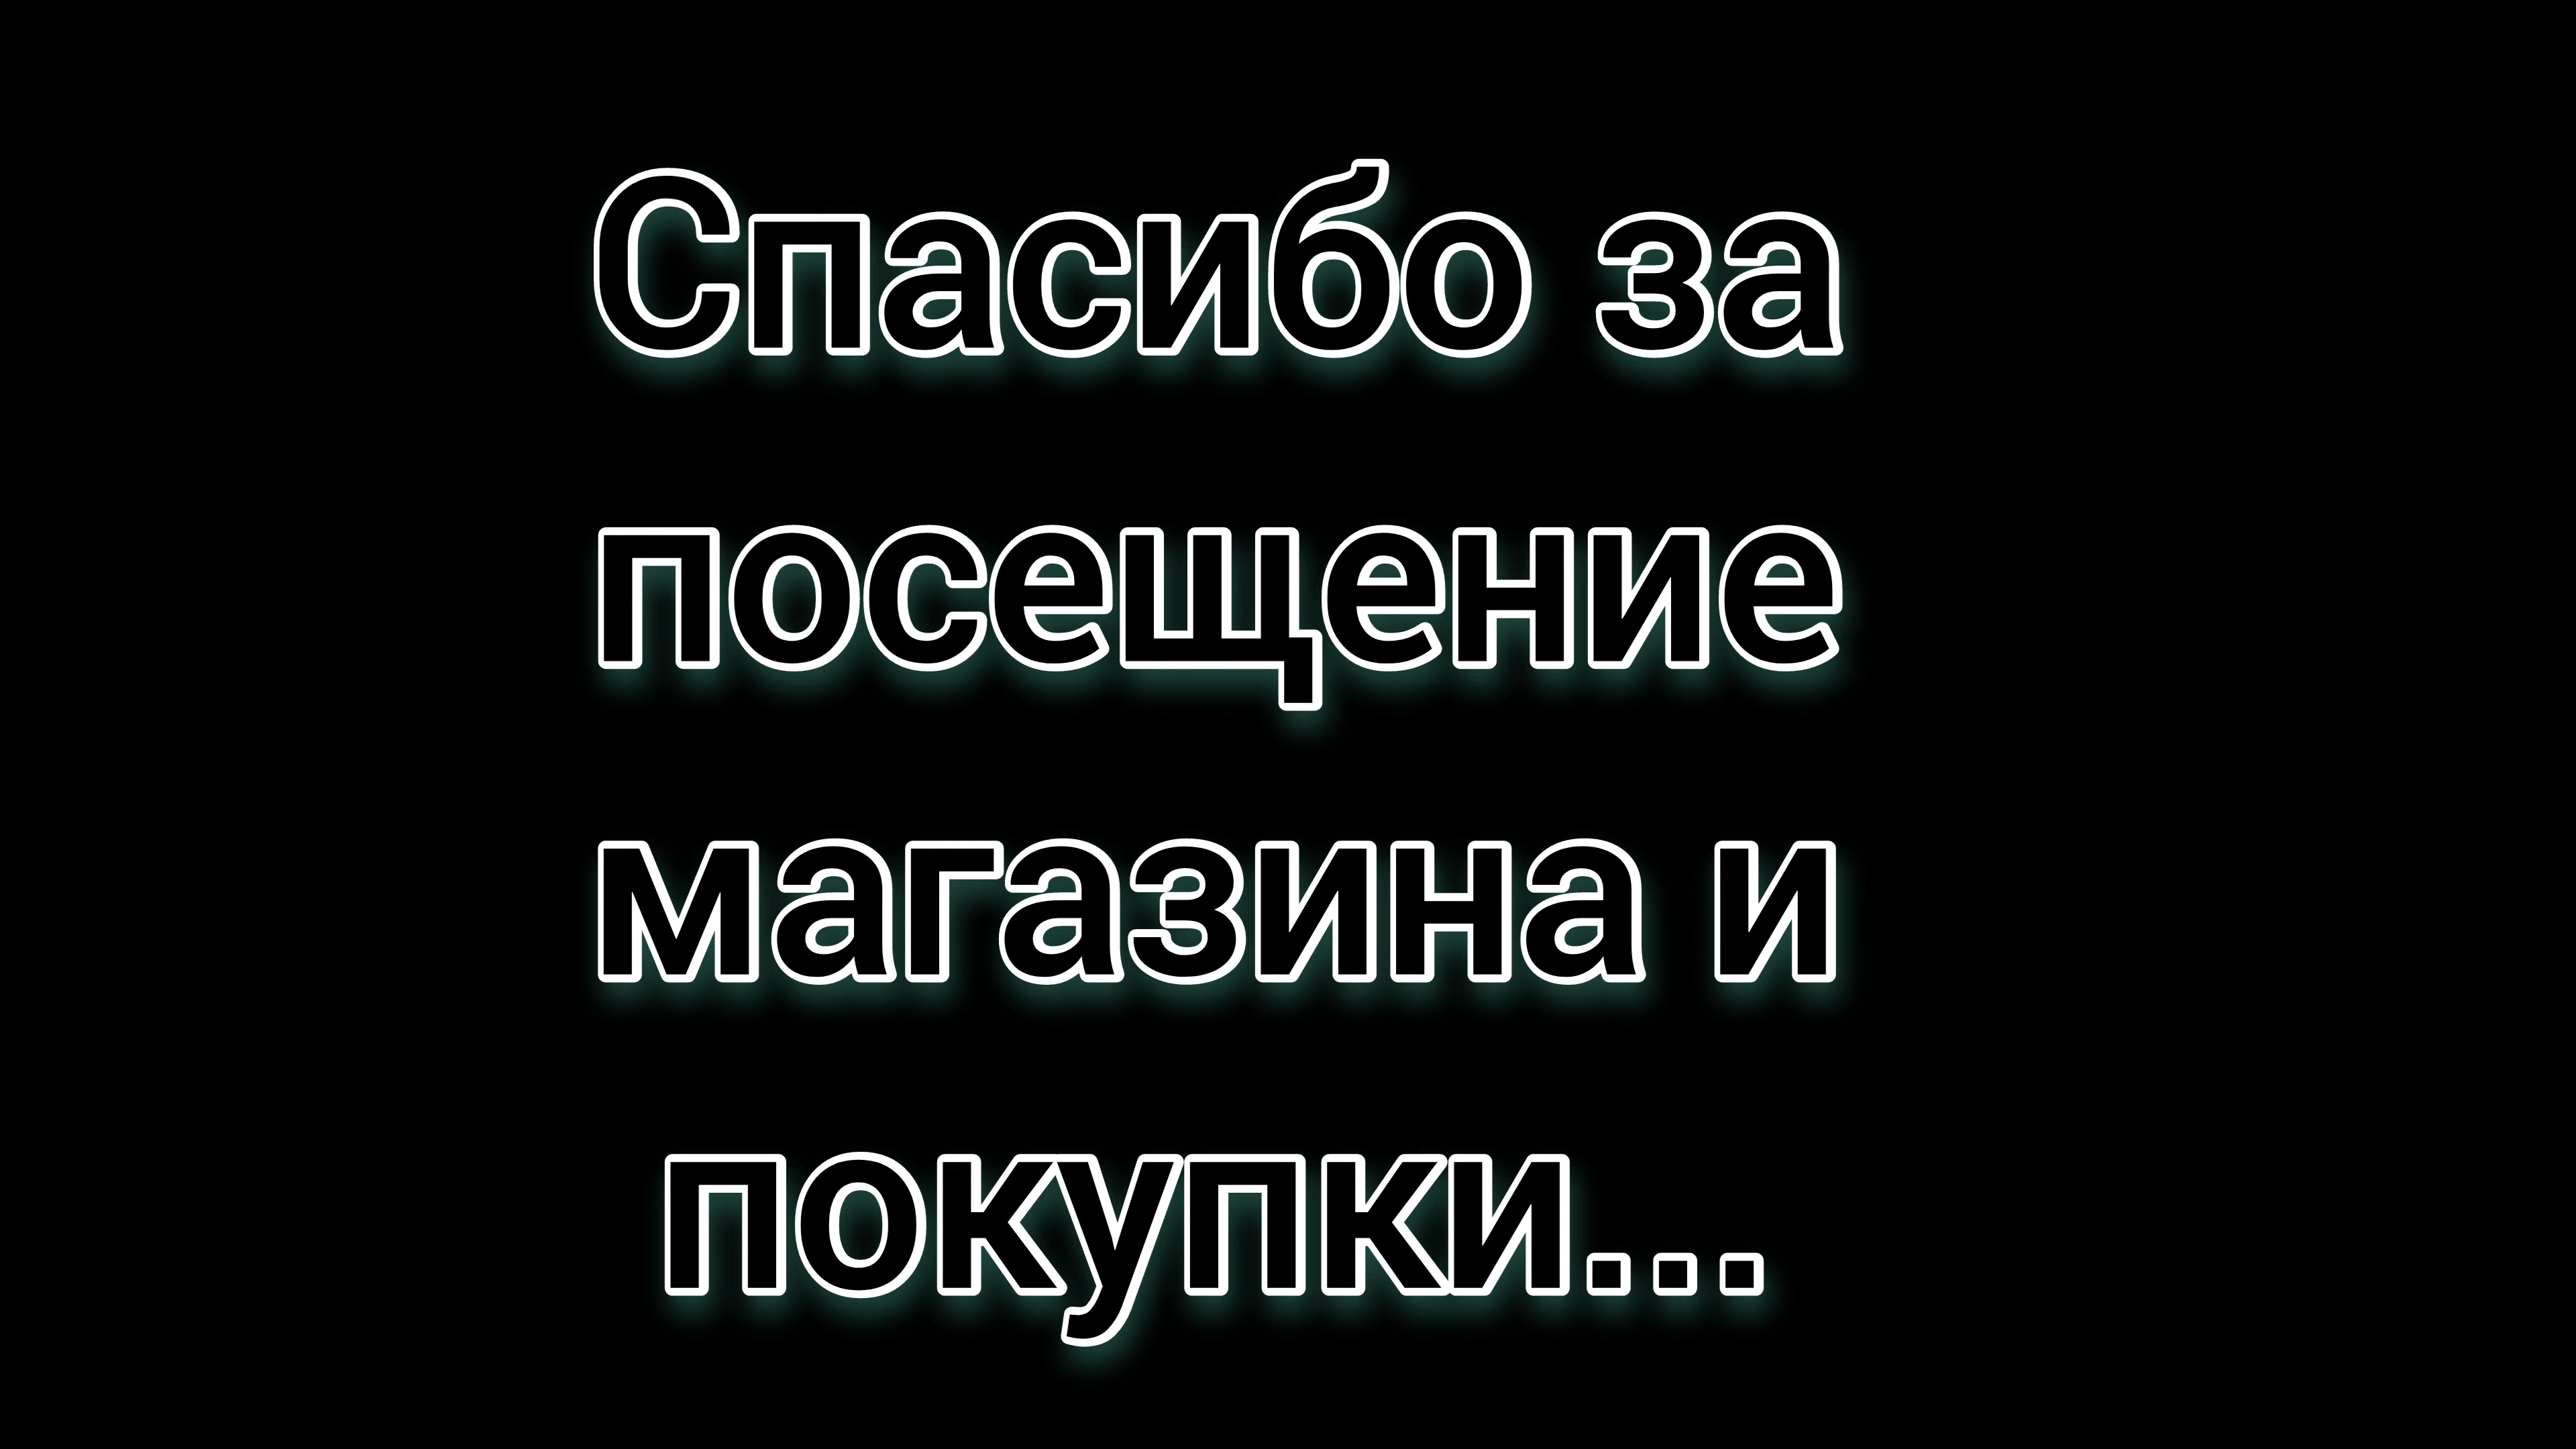 Спасибо за
посещение
магазина и
покупки...